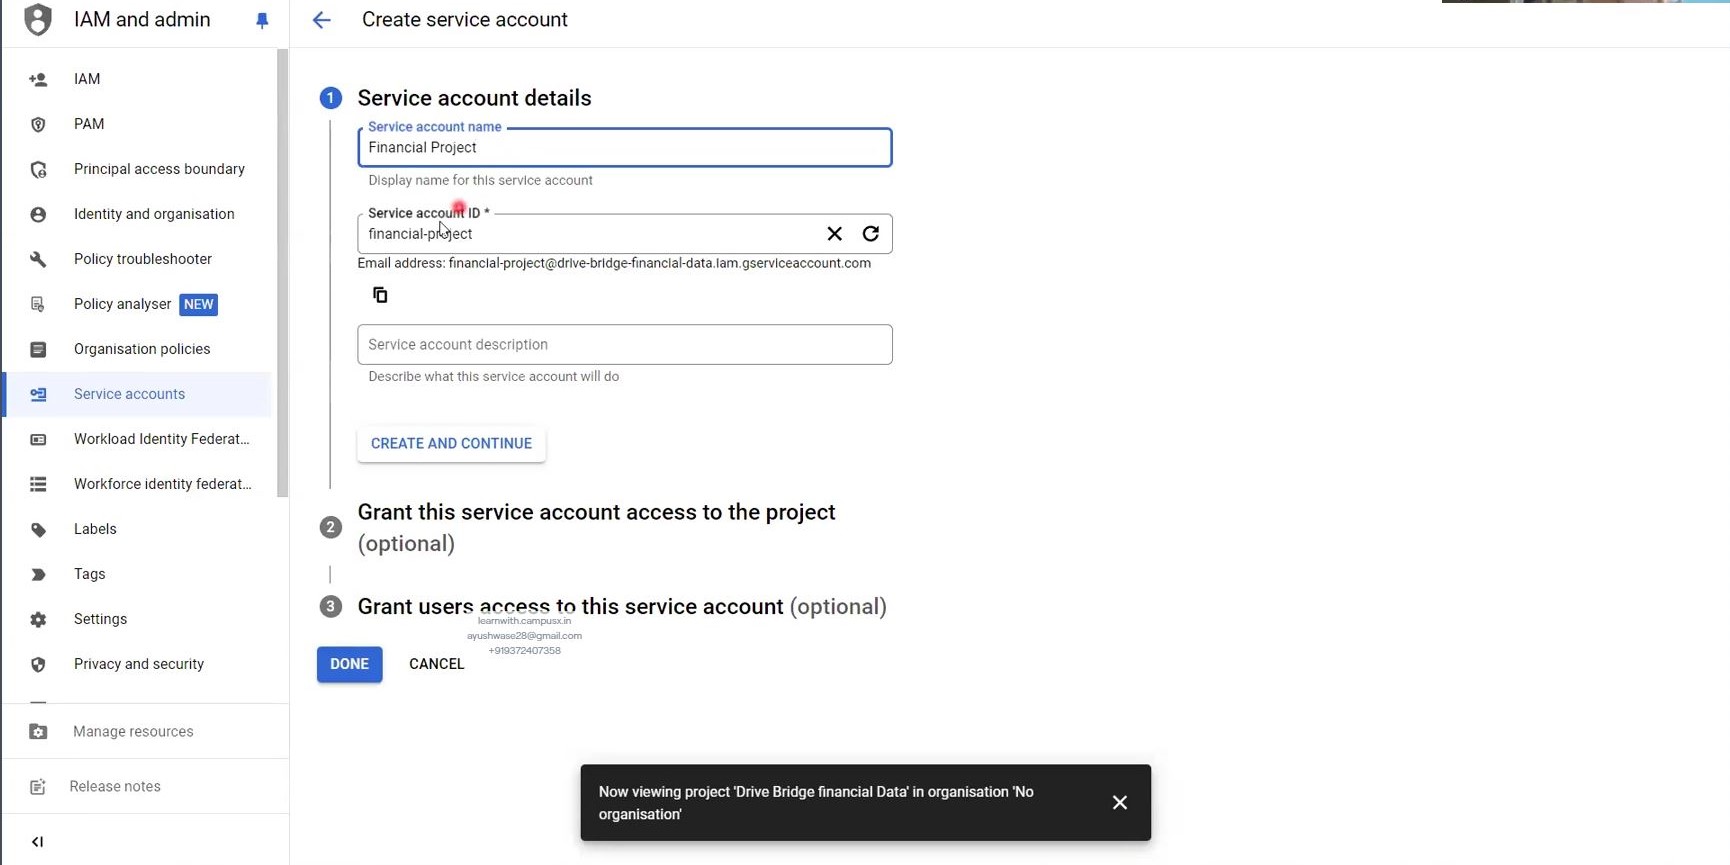 IAM and admin
Create service account
IAM
PAM
Principal access boundary
Identity and organisation
Policy troubleshooter
Policy analyser NEW
Organisation policies
Service accounts
Workload Identity Federat...
Workforce identity federat...
Labels
Tags
Settings
Privacy and security
Manage resources
Release notes
1 Service account details
Service account name
Financial Project
Display name for this service account
Service account ID *
financial-project
Email address: financial-project@drive-bridge-financial-data.iam.gserviceaccount.com
Service account description
Describe what this service account will do
CREATE AND CONTINUE
2 Grant this service account access to the project
(optional)
3 Grant users access to this service account (optional)
learnwith.campusx.in
ayushwase28@gmail.com
+919372407358
DONE CANCEL
Now viewing project 'Drive Bridge financial Data' in organisation 'No
organisation'